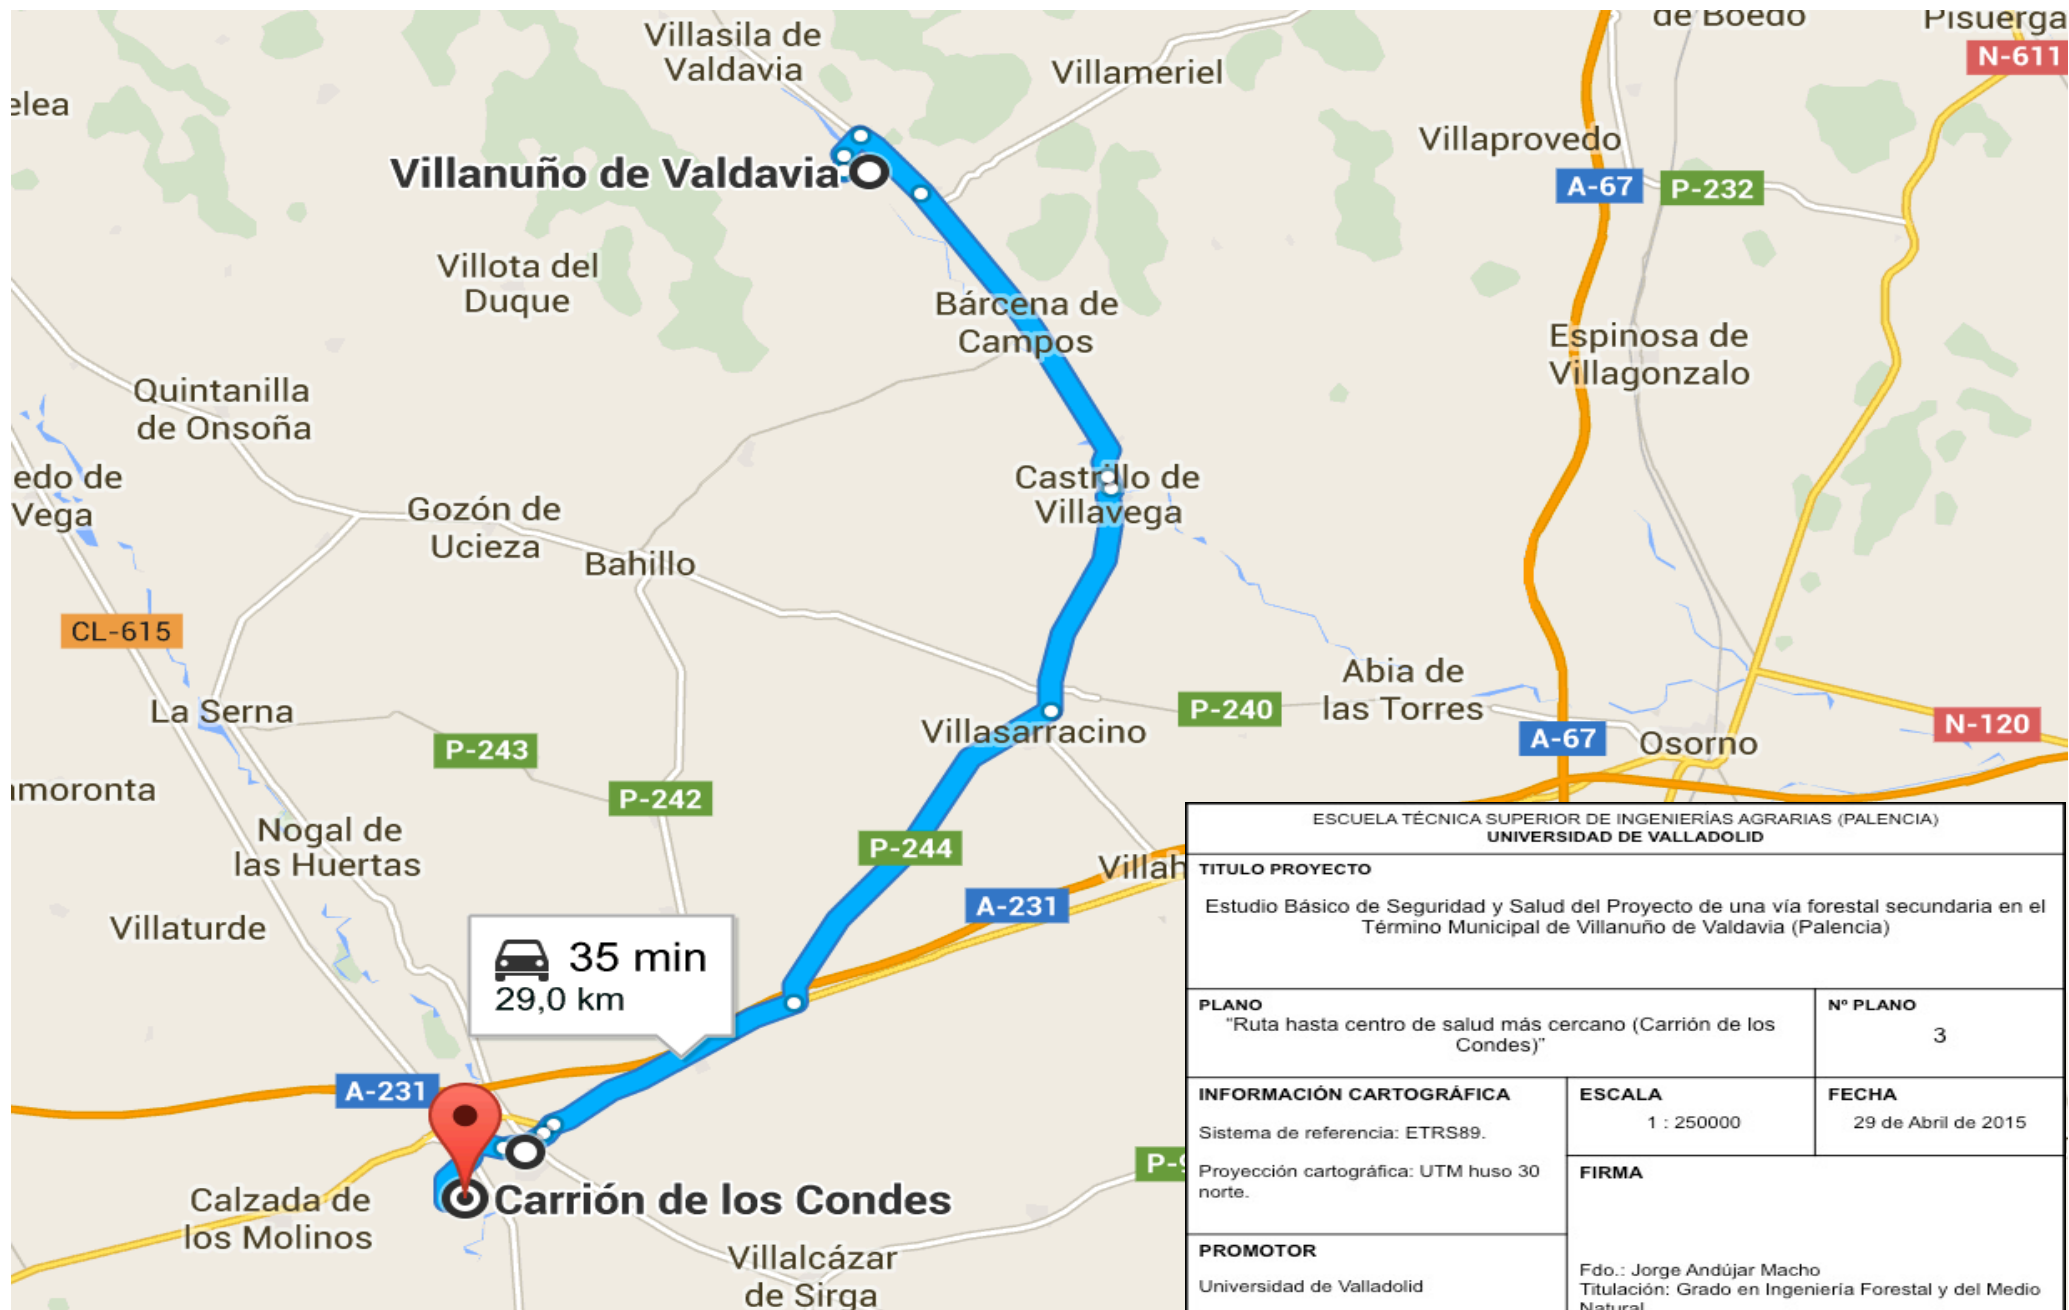 de Boedo
Pisuerga
N-611
Villasila de
Valdavia
Villameriel
elea
Villaprovedo
A-67
P-232
Villanuño de Valdavia
Villota del
Duque
Bárcena de
Campos
Espinosa de
Villagonzalo
Quintanilla
de Onsoña
edo de
Vega
Gozón de
Ucieza
Bahillo
Castrillo de
Villavega
CL-615
La Serna
Abia de
las Torres
P-240
Villasarracino
A-67
Osorno
N-120
P-243
P-242
amoronta
Nogal de
las Huertas
P-244
Villah
A-231
Villaturde
35 min
29,0 km
A-231
Carrión de los Condes
Calzada de
los Molinos
Villalcázar
de Sirga
P-9
ESCUELA TÉCNICA SUPERIOR DE INGENIERÍAS AGRARIAS (PALENCIA)
UNIVERSIDAD DE VALLADOLID
TITULO PROYECTO
Estudio Básico de Seguridad y Salud del Proyecto de una vía forestal secundaria en el
Término Municipal de Villanuño de Valdavia (Palencia)
PLANO
"Ruta hasta centro de salud más cercano (Carrión de los
Condes)"
Nº PLANO
3
INFORMACIÓN CARTOGRÁFICA
Sistema de referencia: ETRS89.
Proyección cartográfica: UTM huso 30
norte.
ESCALA
1 : 250000
FECHA
29 de Abril de 2015
FIRMA
PROMOTOR
Universidad de Valladolid
Fdo.: Jorge Andújar Macho
Titulación: Grado en Ingeniería Forestal y del Medio
Natural